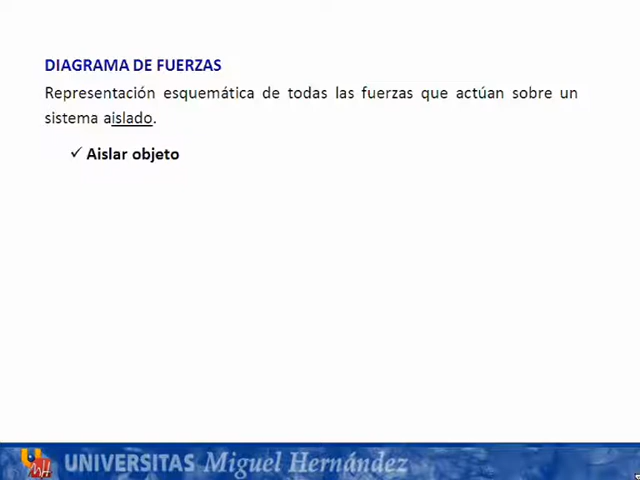 DIAGRAMA DE FUERZAS
Representación esquemática de todas las fuerzas que actúan sobre un
sistema aislado.
✓ Aislar objeto
UNIVERSITAS Miguel Hernández